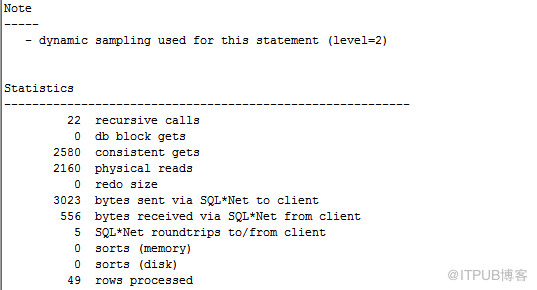 Note
-----
   - dynamic sampling used for this statement (level=2)
Statistics
----------------------------------------------------------
         22  recursive calls
          0  db block gets
       2580  consistent gets
       2160  physical reads
          0  redo size
       3023  bytes sent via SQL*Net to client
        556  bytes received via SQL*Net from client
          5  SQL*Net roundtrips to/from client
          0  sorts (memory)
          0  sorts (disk)
         49  rows processed
@ITPUB博客